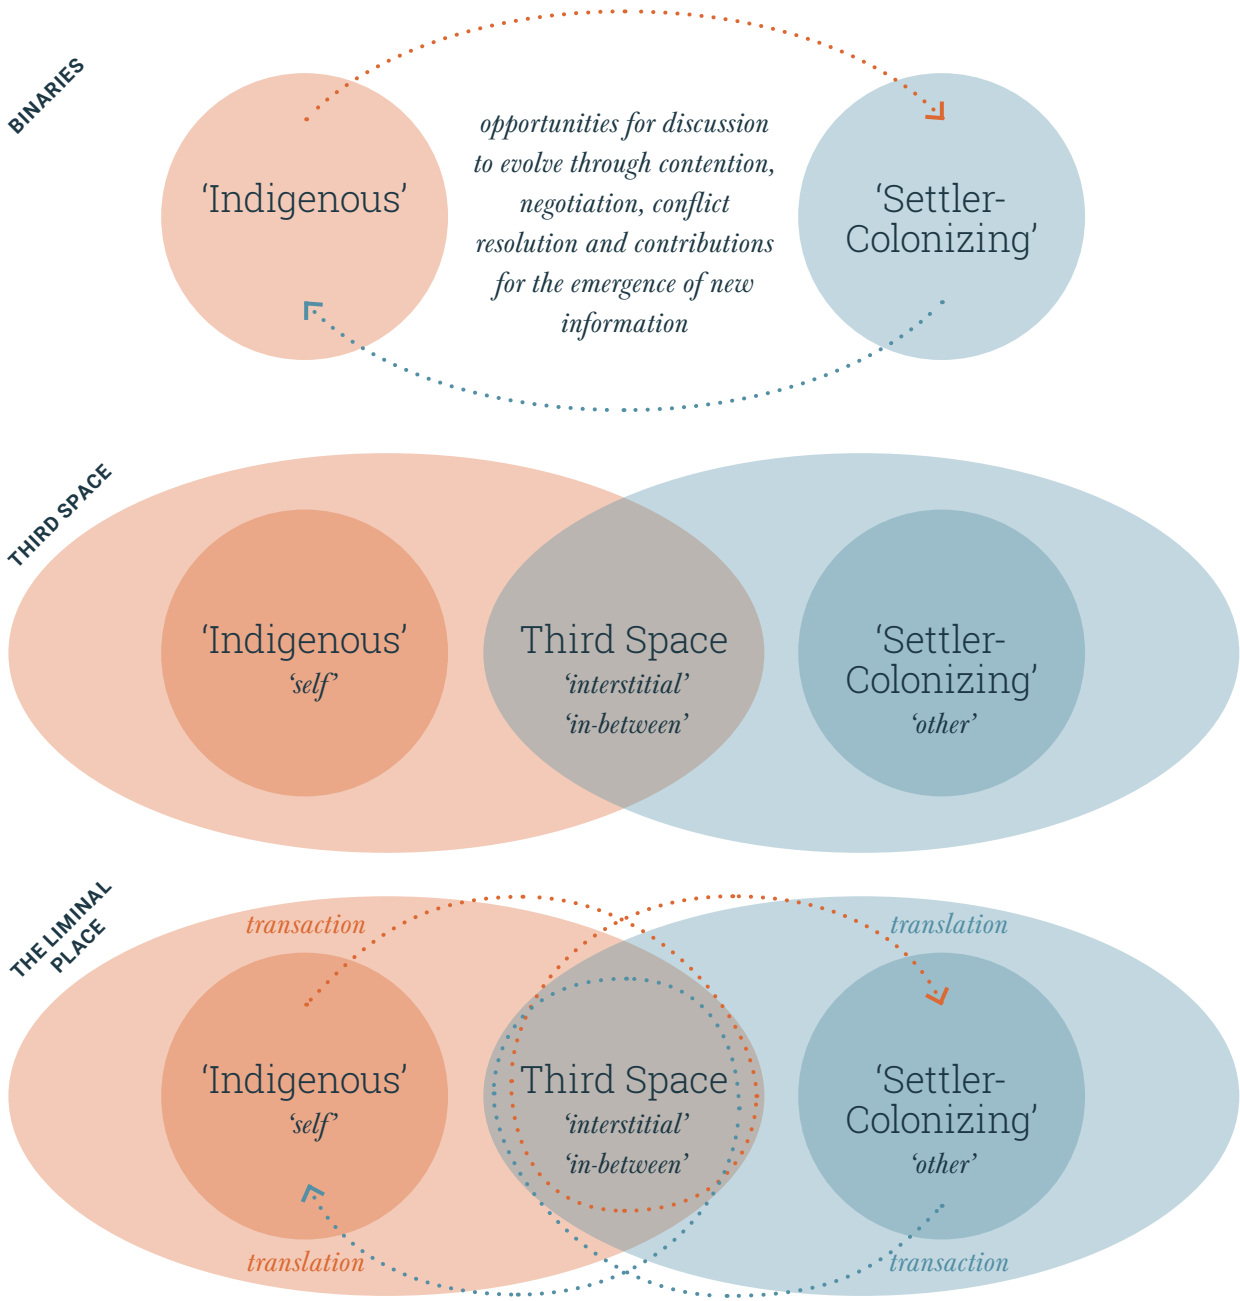 BINARIES
‘Indigenous’
opportunities for discussion
to evolve through contention,
negotiation, conflict
resolution and contributions
for the emergence of new
information
‘Settler-
Colonizing’
THIRD SPACE
‘Indigenous’
‘self’
Third Space
‘interstitial’
‘in-between’
‘Settler-
Colonizing’
‘other’
THE LIMINAL
PLACE
transaction
translation
‘Indigenous’
‘self’
Third Space
‘interstitial’
‘in-between’
‘Settler-
Colonizing’
‘other’
translation
transaction